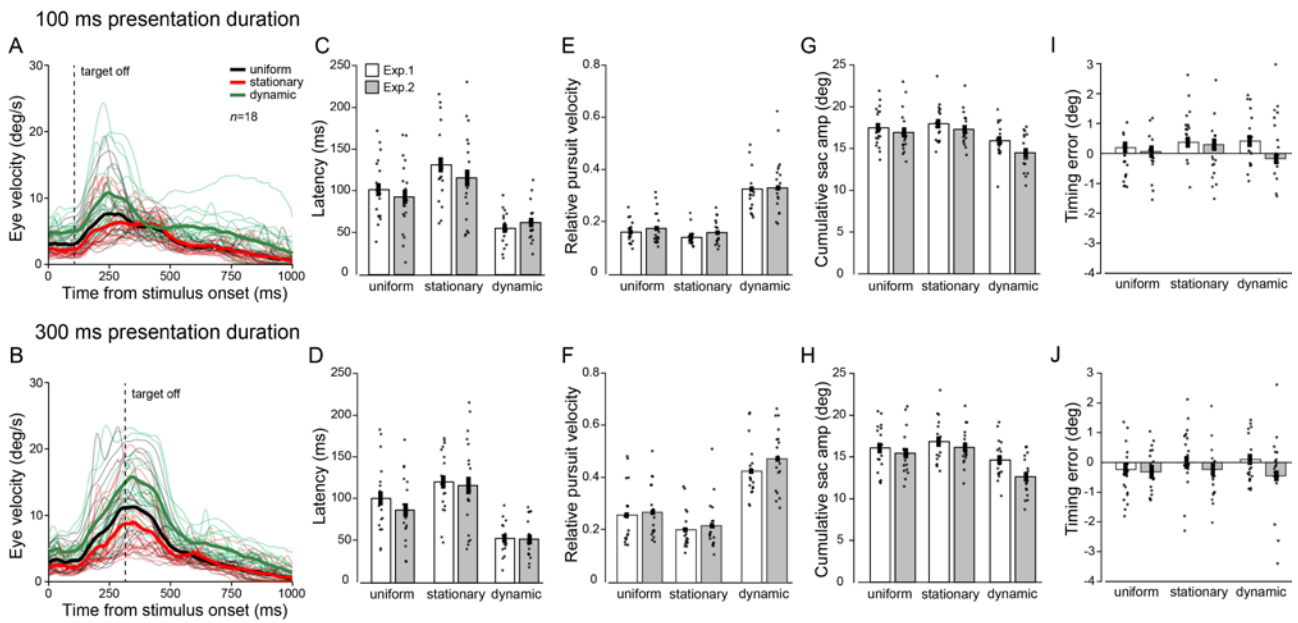 100 ms presentation duration
A
Eye velocity (deg/s)
30
20
10
0
target off
uniform
stationary
dynamic
n=18
0 250 500 750 1000
Time from stimulus onset (ms)
C
Latency (ms)
250
200
150
100
50
0
Exp.1
Exp.2
uniform stationary dynamic
E
Relative pursuit velocity
0.8
0.6
0.4
0.2
0
uniform stationary dynamic
G
Cumulative sac amp (deg)
25
20
15
10
5
0
uniform stationary dynamic
I
Timing error (deg)
3
2
1
0
-1
-2
-3
-4
uniform stationary dynamic
300 ms presentation duration
B
Eye velocity (deg/s)
30
20
10
0
target off
0 250 500 750 1000
Time from stimulus onset (ms)
D
Latency (ms)
250
200
150
100
50
0
uniform stationary dynamic
F
Relative pursuit velocity
0.8
0.6
0.4
0.2
0
uniform stationary dynamic
H
Cumulative sac amp (deg)
25
20
15
10
5
0
uniform stationary dynamic
J
Timing error (deg)
3
2
1
0
-1
-2
-3
-4
uniform stationary dynamic